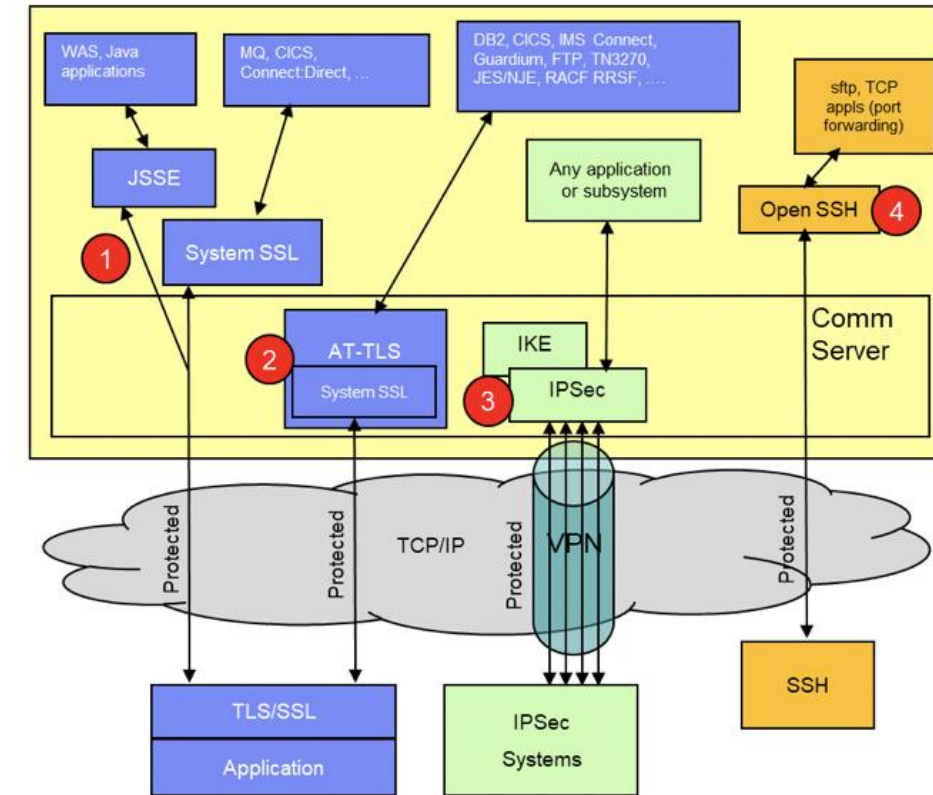 WAS, Java
applications
MQ, CICS,
Connect:Direct, ...
DB2, CICS, IMS Connect,
Guardium, FTP, TN3270,
JES/NJE, RACF RRSF, ....
sftp, TCP
appls (port
forwarding)
JSSE
Any application
or subsystem
Open SSH
4
1
System SSL
Comm
Server
2
AT-TLS
System SSL
IKE
3
IPSec
Protected
Protected
TCP/IP
Protected
VPN
Protected
TLS/SSL
Application
IPSec
Systems
SSH